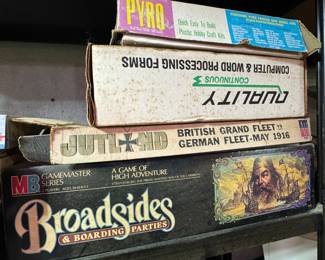 PYRO
Quick Easy To Build
Plastic Hobby Craft Kits
QUALITY
CONTINUOUS
COMPUTER & WORD PROCESSING FORMS
JUTLAND
BRITISH GRAND FLEET vs
GERMAN FLEET-MAY 1916
MB
GAMEMASTER
SERIES
A GAME OF
HIGH ADVENTURE
Broadsides
& BOARDING PARTIES